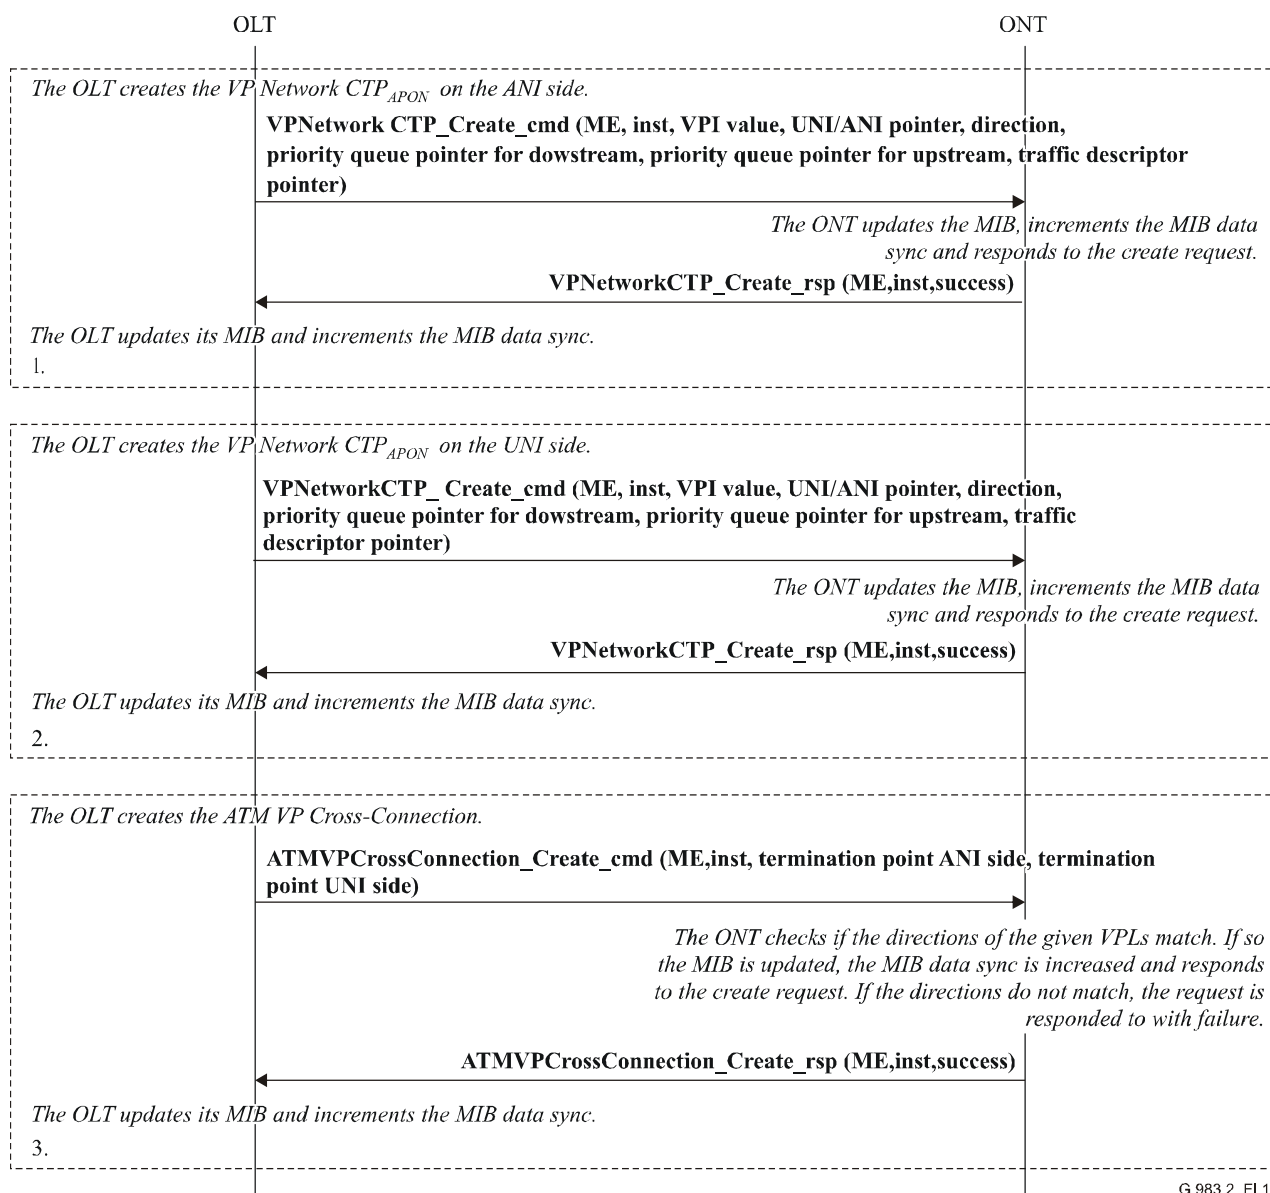 OLT
ONT
The OLT creates the VP Network CTP_APON on the ANI side.
VPNetwork CTP_Create_cmd (ME, inst, VPI value, UNI/ANI pointer, direction,
priority queue pointer for dowstream, priority queue pointer for upstream, traffic descriptor
pointer)
The ONT updates the MIB, increments the MIB data
sync and responds to the create request.
VPNetworkCTP_Create_rsp (ME,inst,success)
The OLT updates its MIB and increments the MIB data sync.
1.
The OLT creates the VP Network CTP_APON on the UNI side.
VPNetworkCTP_ Create_cmd (ME, inst, VPI value, UNI/ANI pointer, direction,
priority queue pointer for dowstream, priority queue pointer for upstream, traffic
descriptor pointer)
The ONT updates the MIB, increments the MIB data
sync and responds to the create request.
VPNetworkCTP_Create_rsp (ME,inst,success)
The OLT updates its MIB and increments the MIB data sync.
2.
The OLT creates the ATM VP Cross-Connection.
ATMVPCrossConnection_Create_cmd (ME,inst, termination point ANI side, termination
point UNI side)
The ONT checks if the directions of the given VPLs match. If so
the MIB is updated, the MIB data sync is increased and responds
to the create request. If the directions do not match, the request is
responded to with failure.
ATMVPCrossConnection_Create_rsp (ME,inst,success)
The OLT updates its MIB and increments the MIB data sync.
3.
G.983.2_FI.1